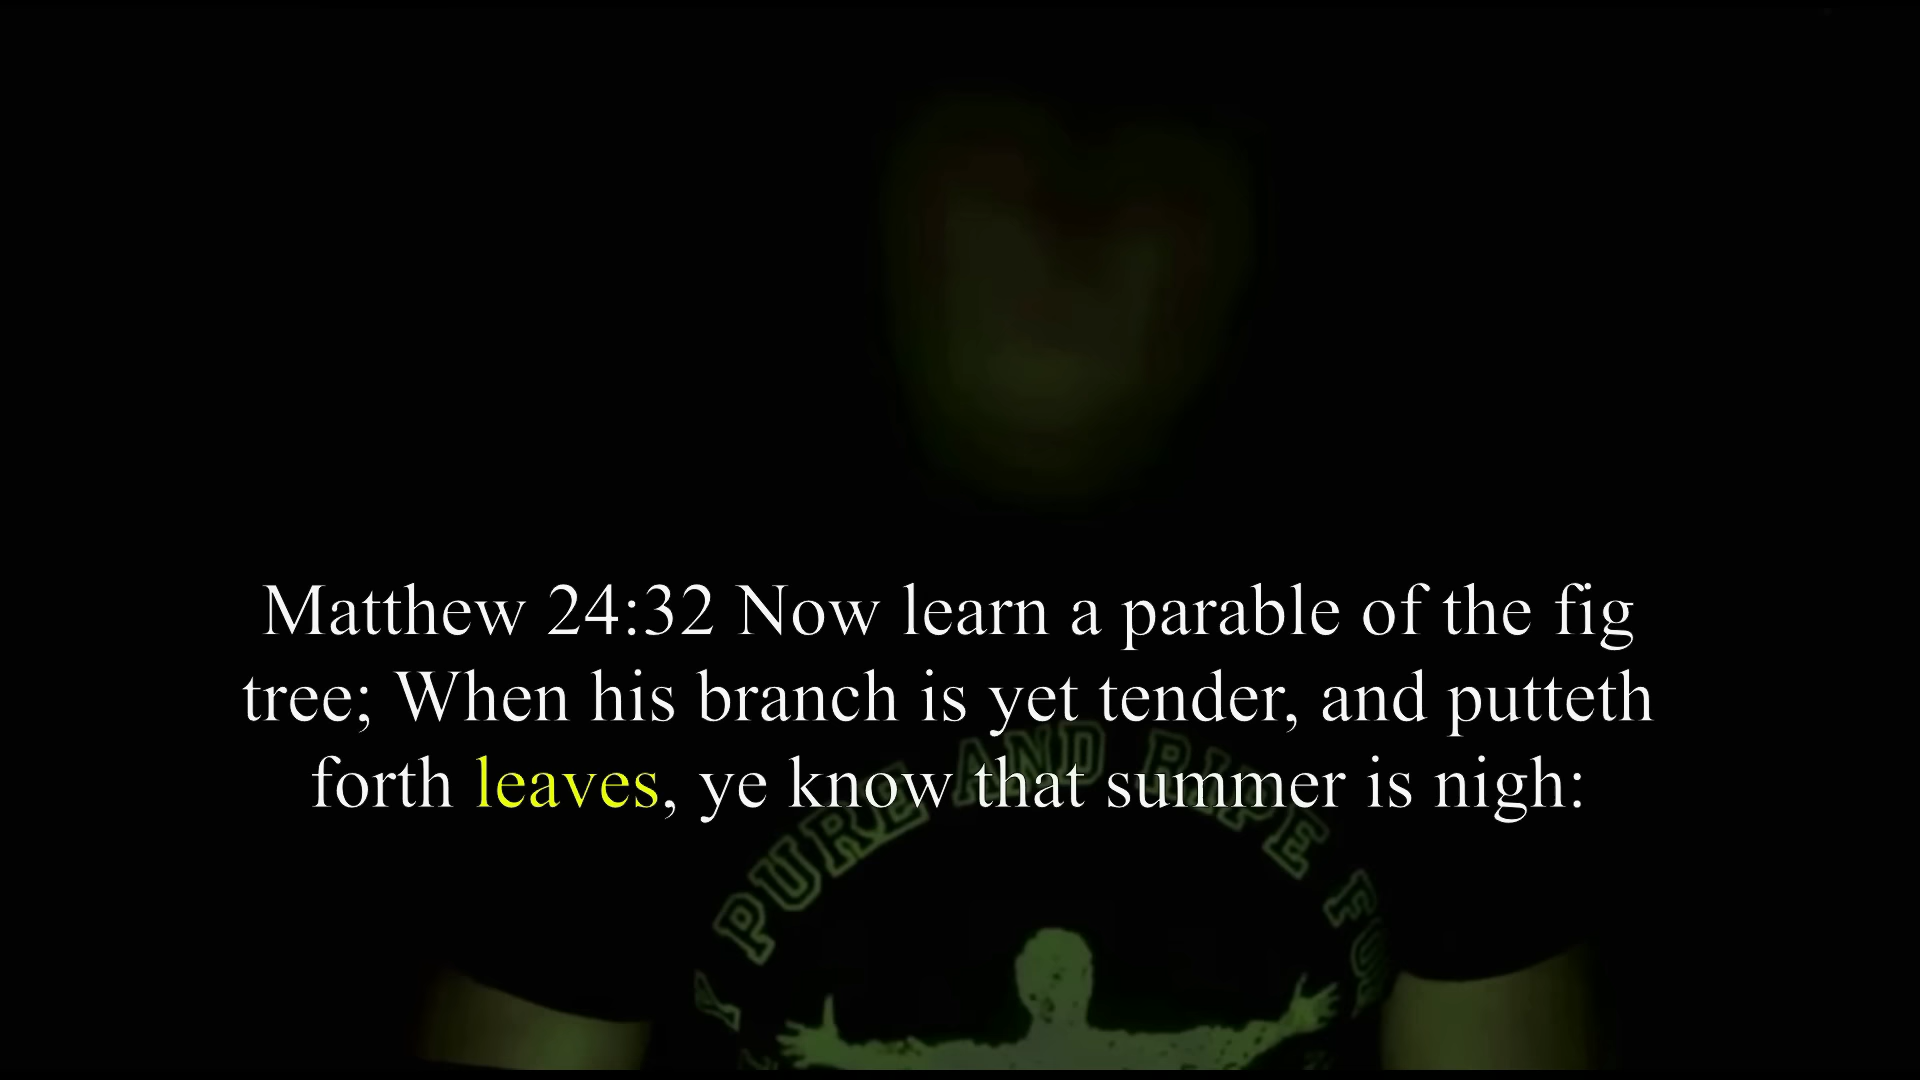 Matthew 24:32 Now learn a parable of the fig
tree; When his branch is yet tender, and putteth
forth leaves, ye know that summer is nigh:
PURE AND RIPE